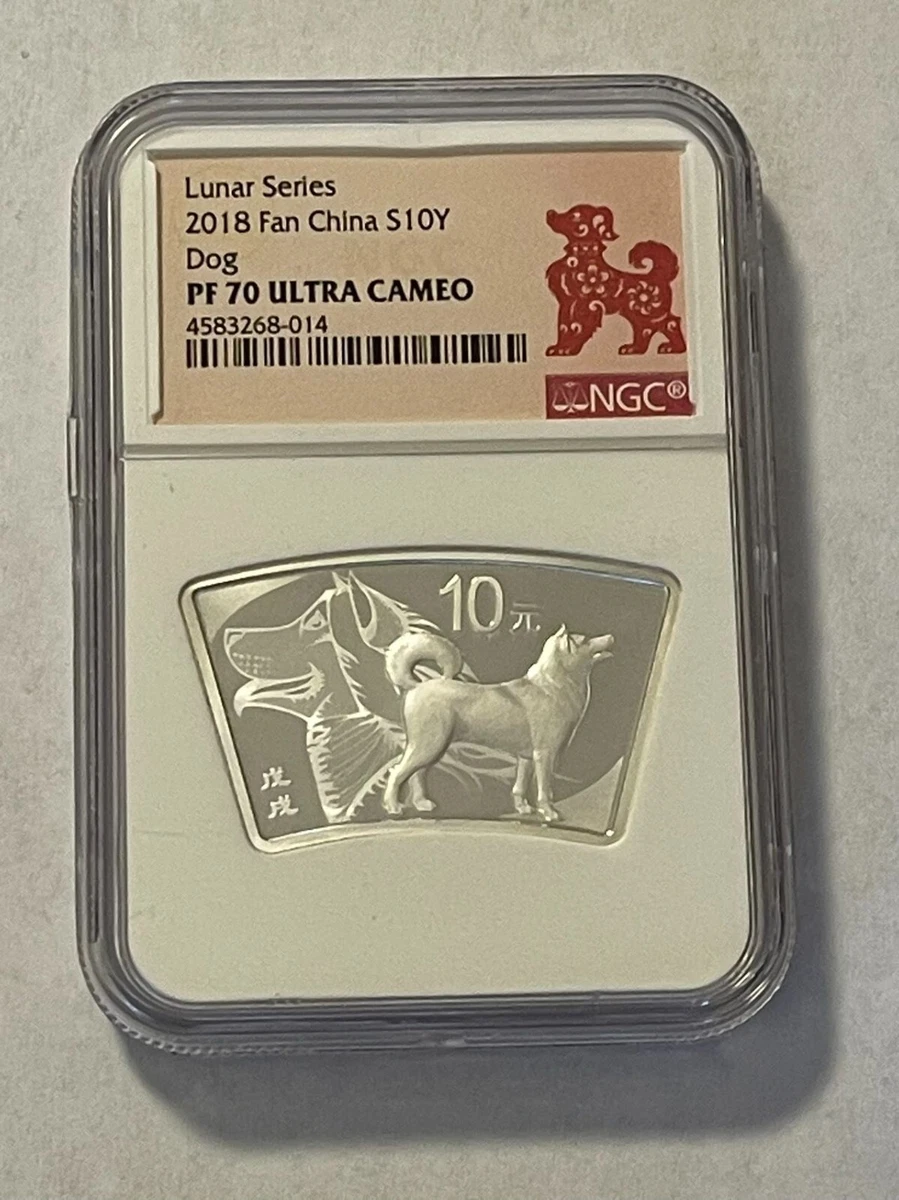 Lunar Series
2018 Fan China S10Y
Dog
PF 70 ULTRA CAMEO
4583268-014
NGC®
10元
戊
戌